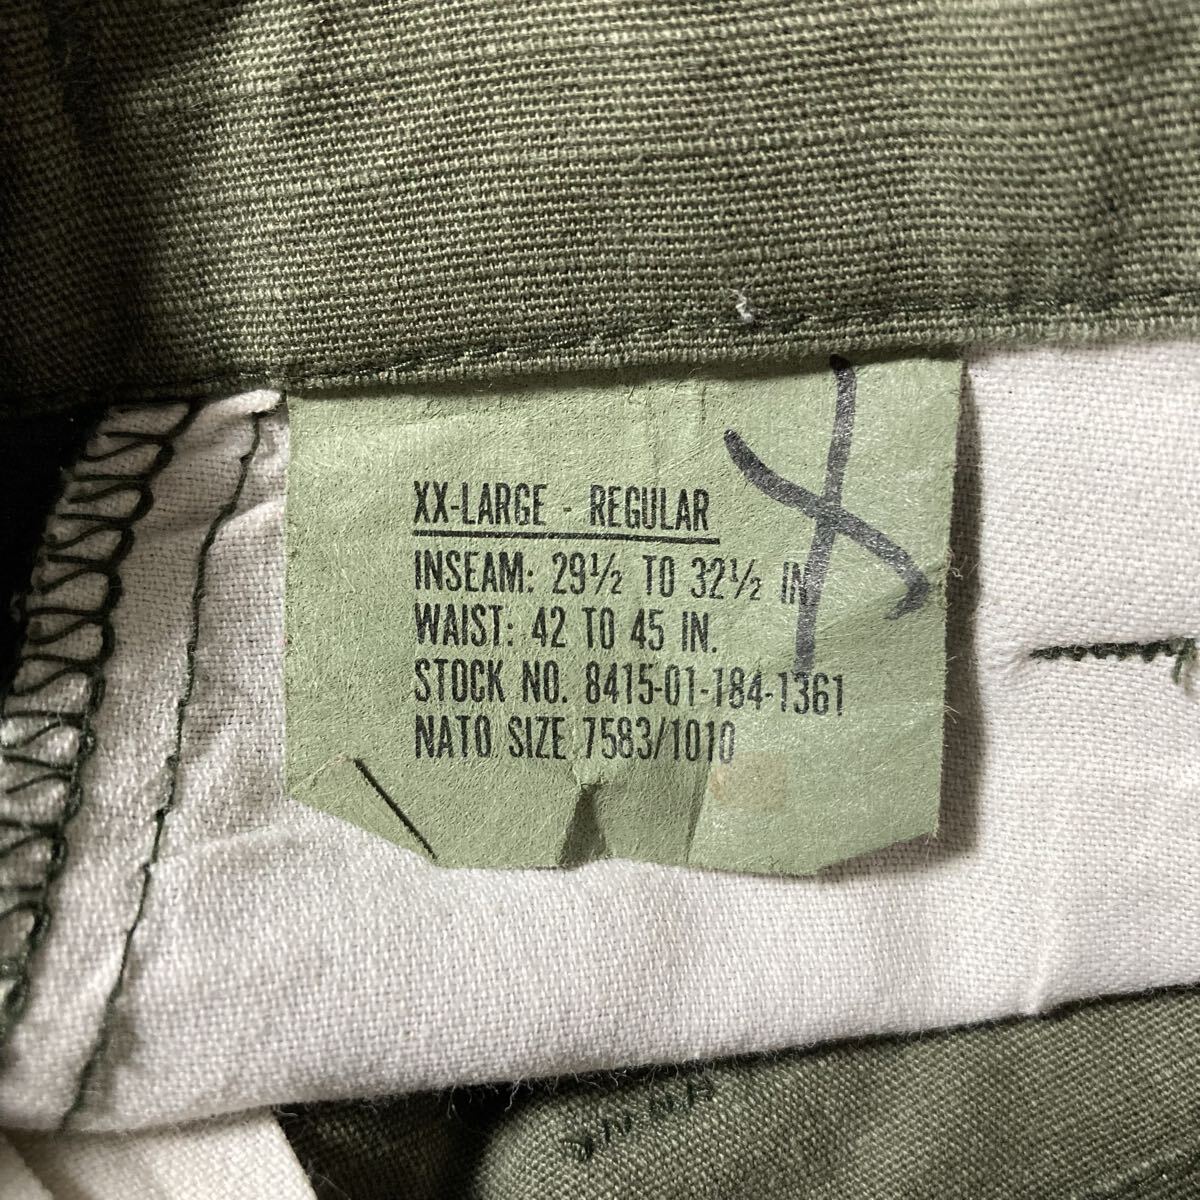 XX-LARGE - REGULAR
INSEAM: 29½ TO 32½ IN
WAIST: 42 TO 45 IN.
STOCK NO. 8415-01-184-1361
NATO SIZE 7583/1010